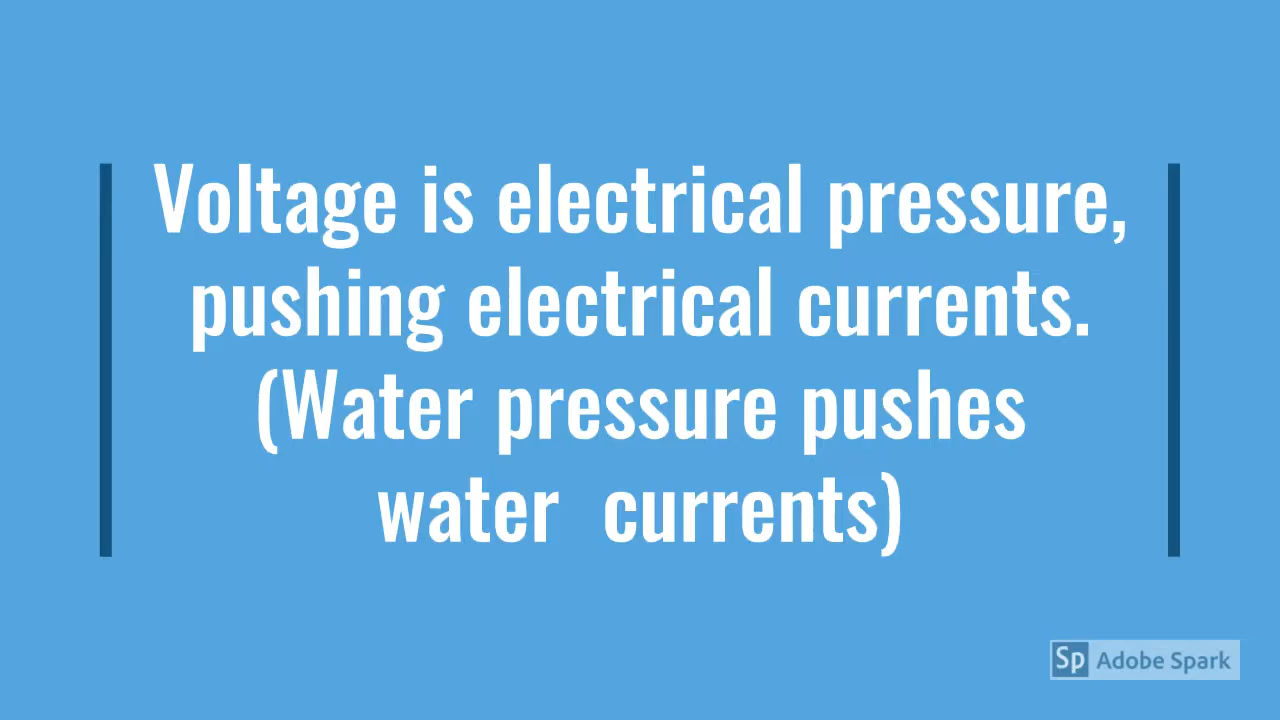 Voltage is electrical pressure,
pushing electrical currents.
(Water pressure pushes
water  currents)
Sp Adobe Spark